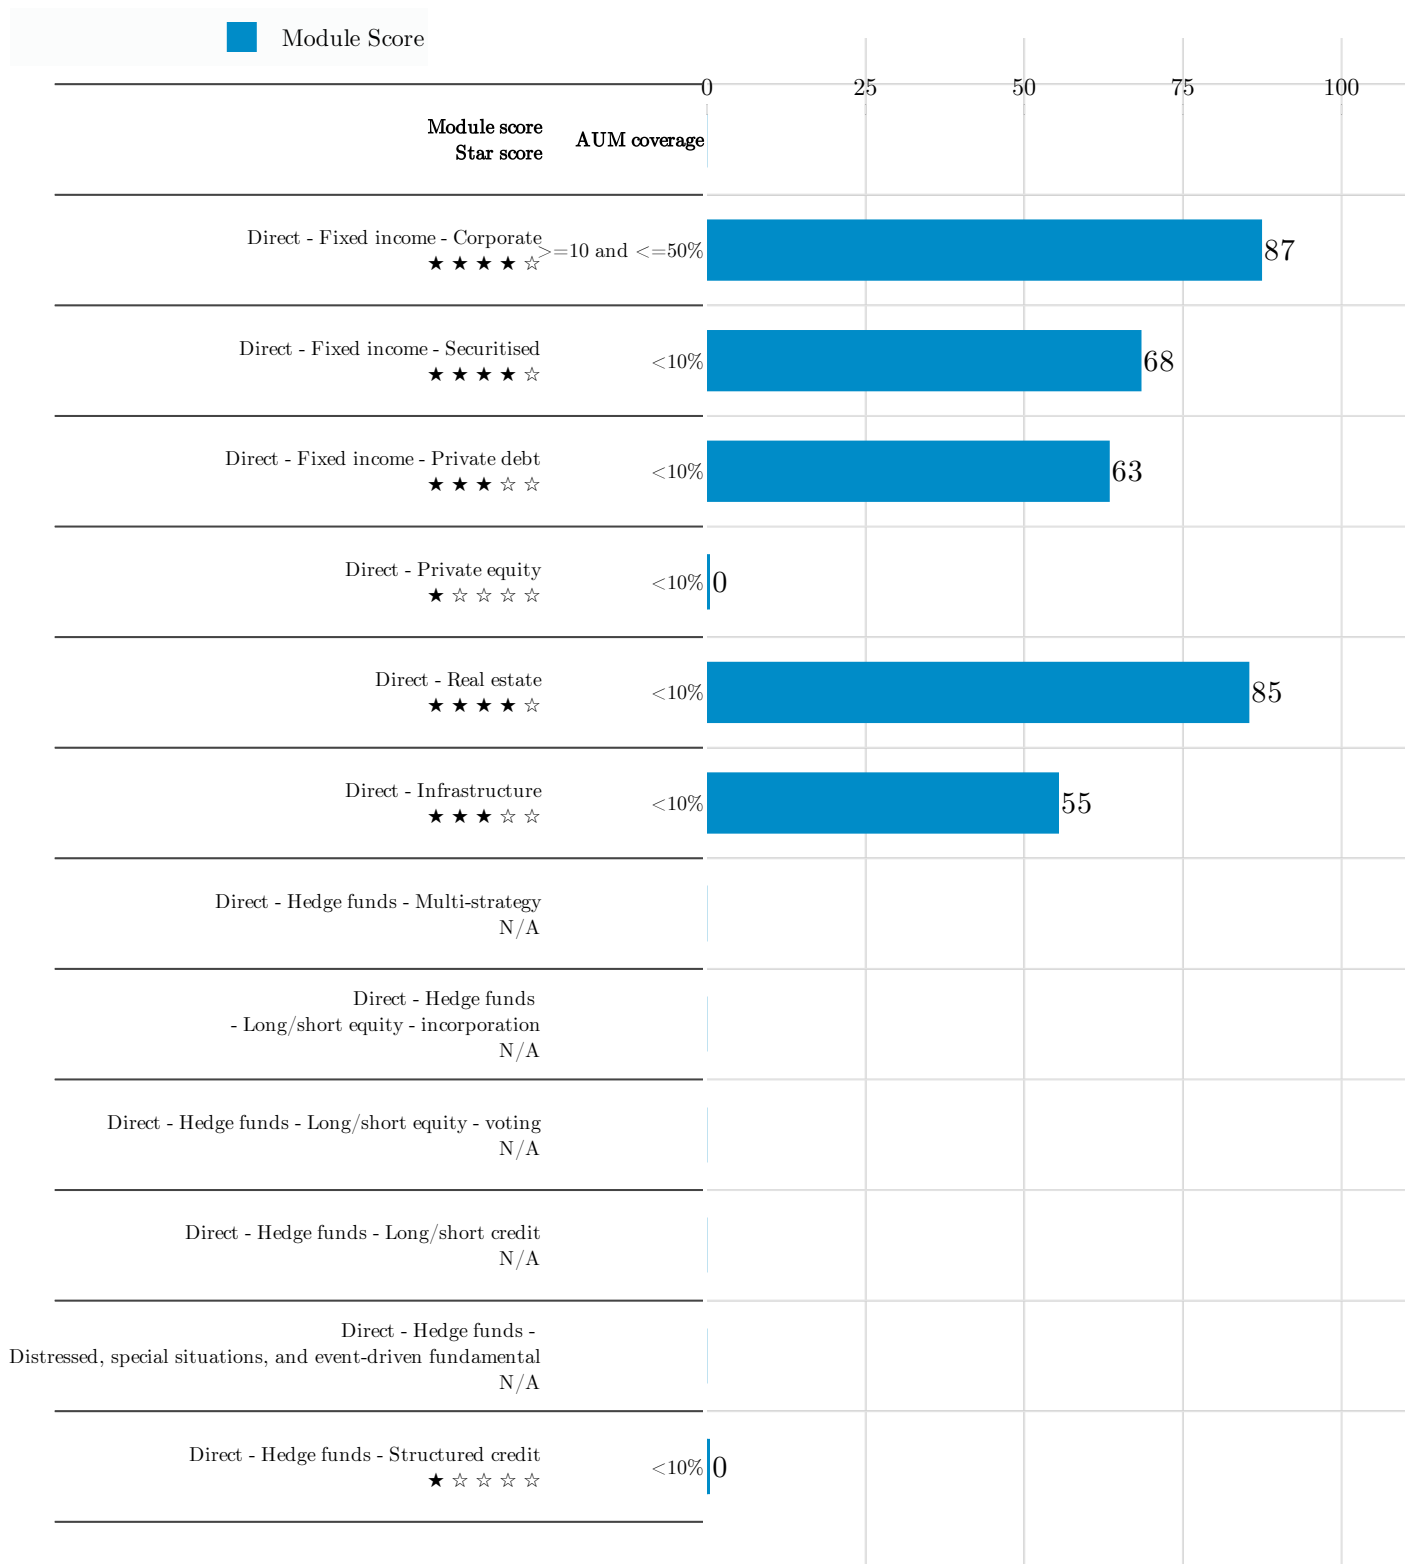 Module Score
0 25 50 75 100
Module score
Star score
AUM coverage
Direct - Fixed income - Corporate
★ ★ ★ ★ ☆
>=10 and <=50%
87
Direct - Fixed income - Securitised
★ ★ ★ ★ ☆
<10%
68
Direct - Fixed income - Private debt
★ ★ ★ ☆ ☆
<10%
63
Direct - Private equity
★ ☆ ☆ ☆ ☆
<10%
0
Direct - Real estate
★ ★ ★ ★ ☆
<10%
85
Direct - Infrastructure
★ ★ ★ ☆ ☆
<10%
55
Direct - Hedge funds - Multi-strategy
N/A
Direct - Hedge funds
- Long/short equity - incorporation
N/A
Direct - Hedge funds - Long/short equity - voting
N/A
Direct - Hedge funds - Long/short credit
N/A
Direct - Hedge funds -
Distressed, special situations, and event-driven fundamental
N/A
Direct - Hedge funds - Structured credit
★ ☆ ☆ ☆ ☆
<10%
0